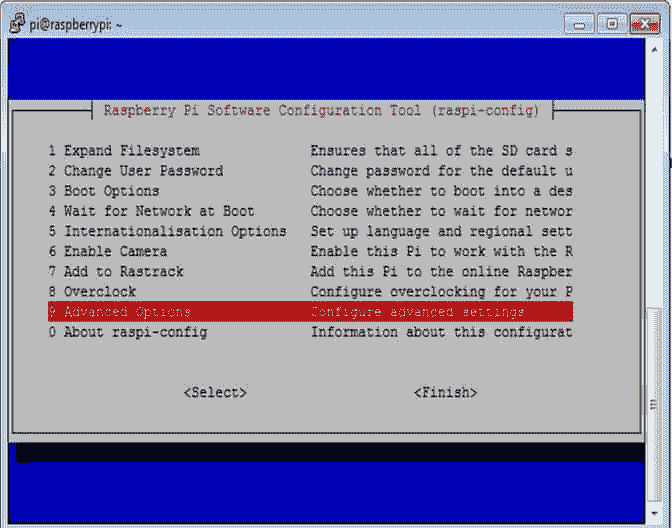 pi@raspberrypi: ~
Raspberry Pi Software Configuration Tool (raspi-config)
1 Expand Filesystem Ensures that all of the SD card s
2 Change User Password Change password for the default u
3 Boot Options Choose whether to boot into a des
4 Wait for Network at Boot Choose whether to wait for networ
5 Internationalisation Options Set up language and regional sett
6 Enable Camera Enable this Pi to work with the R
7 Add to Rastrack Add this Pi to the online Raspber
8 Overclock Configure overclocking for your P
9 Advanced Options Configure advanced settings
0 About raspi-config Information about this configurat
<Select> <Finish>